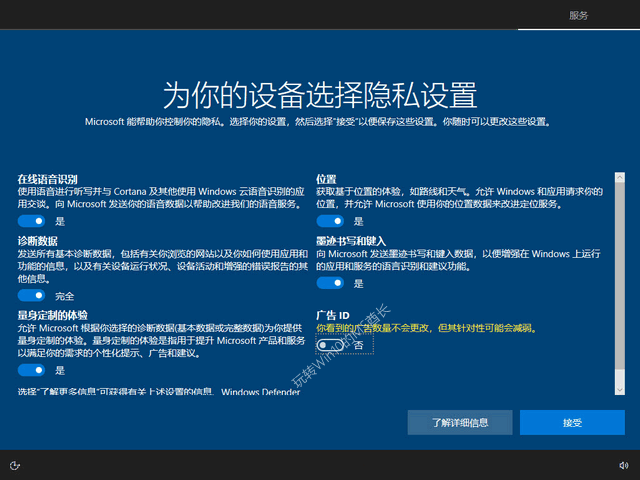 服务
为你的设备选择隐私设置
Microsoft 能帮助你控制你的隐私。选择你的设置，然后选择"接受"以便保存这些设置。你随时可以更改这些设置。
在线语音识别
使用语音进行听写并与 Cortana 及其他使用 Windows 云语音识别的应
用交谈。向 Microsoft 发送你的语音数据以帮助改进我们的语音服务。
是
诊断数据
发送所有基本诊断数据，包括有关你浏览的网站以及你如何使用应用和
功能的信息，以及有关设备运行状况、设备活动和增强的错误报告的其
他信息。
完全
量身定制的体验
允许 Microsoft 根据你选择的诊断数据(基本数据或完整数据)为你提供
量身定制的体验。量身定制的体验是指用于提升 Microsoft 产品和服务
以满足你的需求的个性化提示、广告和建议。
是
选择"了解更多信息"可获得有关上述设置的信息、Windows Defender
位置
获取基于位置的体验，如路线和天气。允许 Windows 和应用请求你的
位置，并允许 Microsoft 使用你的位置数据来改进定位服务。
是
墨迹书写和键入
向 Microsoft 发送墨迹书写和键入数据，以便增强在 Windows 上运行
的应用和服务的语言识别和建议功能。
是
广告 ID
你看到的广告数量不会更改，但其针对性可能会减弱。
否
玩转Win10的MS酋长
了解详细信息
接受